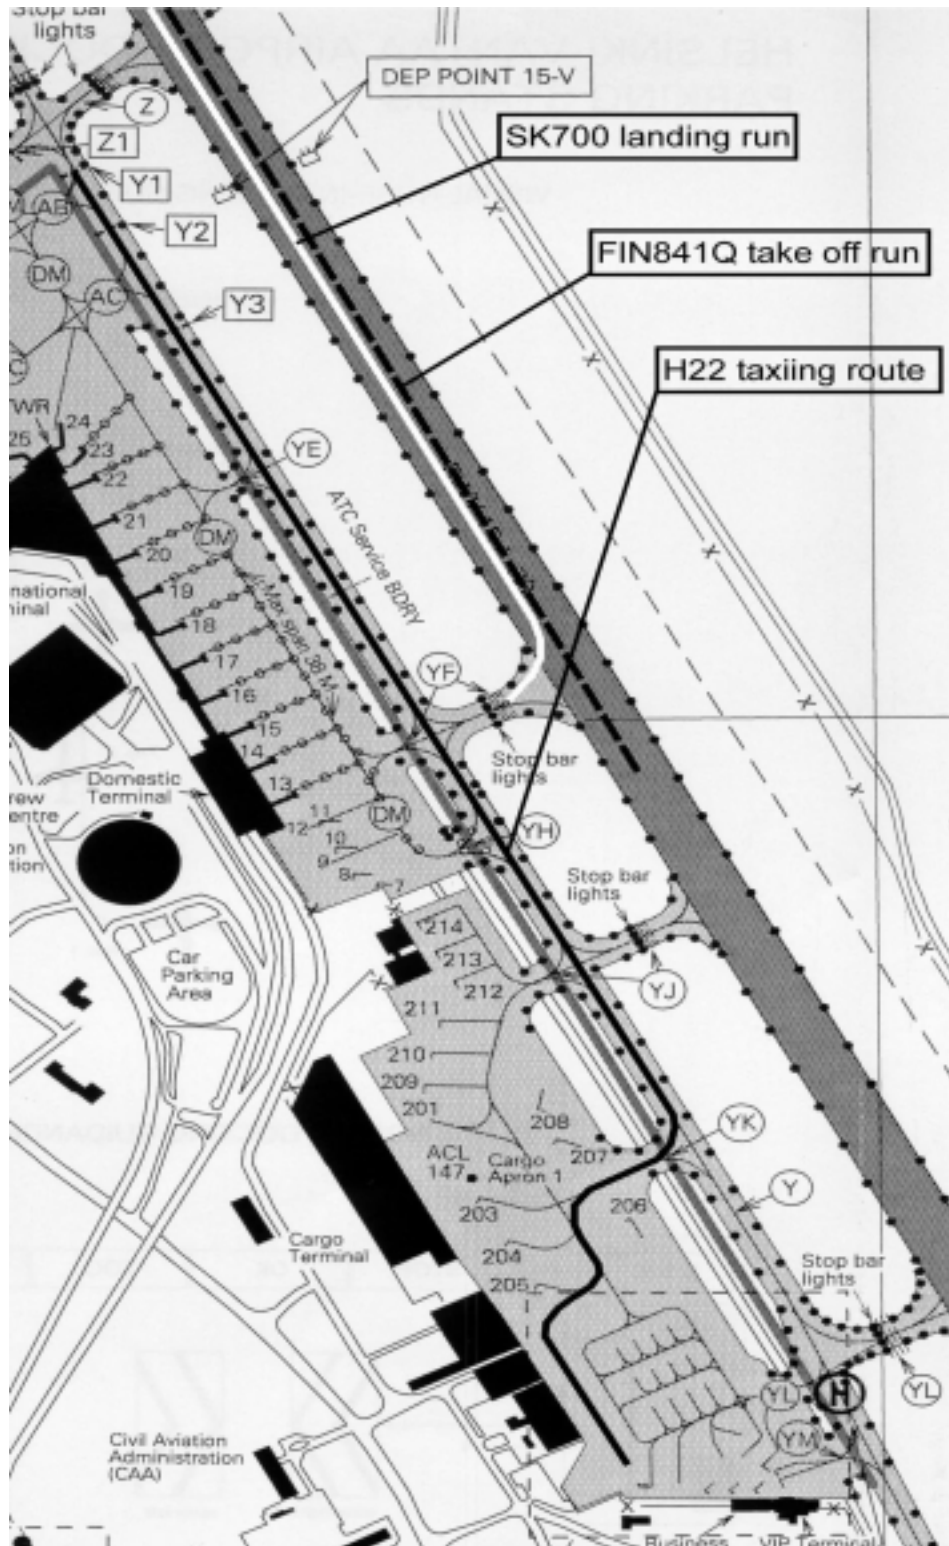 Stop bar
lights
DEP POINT 15-V
Z
SK700 landing run
Z1
Y1
AB
Y2
FIN841Q take off run
DM
AC
Y3
H22 taxiing route
TWR
24
25
23
22
YE
21
ATC Service BDRY
20
DM
19
Max span 36 M
18
17
YF
16
15
14
Stop bar
lights
13
Domestic
Terminal
11
12
DM
YH
10
9
8
7
Stop bar
lights
214
213
Car
Parking
Area
212
YJ
211
210
209
201
208
YK
ACL
147
Cargo
Apron 1
207
Y
206
203
Cargo
Terminal
204
Stop bar
lights
205
YL
H
YL
YM
Civil Aviation
Administration
(CAA)
Business
VIP Terminal